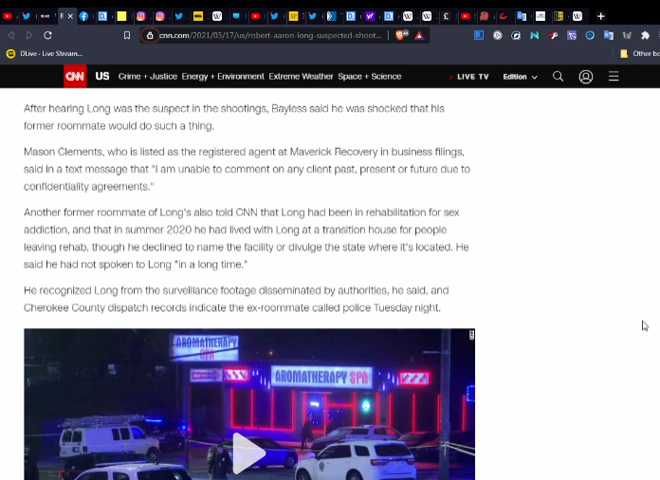 cnn.com/2021/03/17/us/robert-aaron-long-suspected-shoot...
DLive - Live Stream...
Other bo
CNN US Crime + Justice Energy + Environment Extreme Weather Space + Science LIVE TV Edition
After hearing Long was the suspect in the shootings, Bayless said he was shocked that his
former roommate would do such a thing.
Mason Clements, who is listed as the registered agent at Maverick Recovery in business filings,
said in a text message that "I am unable to comment on any client past, present or future due to
confidentiality agreements."
Another former roommate of Long's also told CNN that Long had been in rehabilitation for sex
addiction, and that in summer 2020 he had lived with Long at a transition house for people
leaving rehab, though he declined to name the facility or divulge the state where it's located. He
said he had not spoken to Long "in a long time."
He recognized Long from the surveillance footage disseminated by authorities, he said, and
Cherokee County dispatch records indicate the ex-roommate called police Tuesday night.
AROMATHERAPY
SPA
AROMATHERAPY SPA